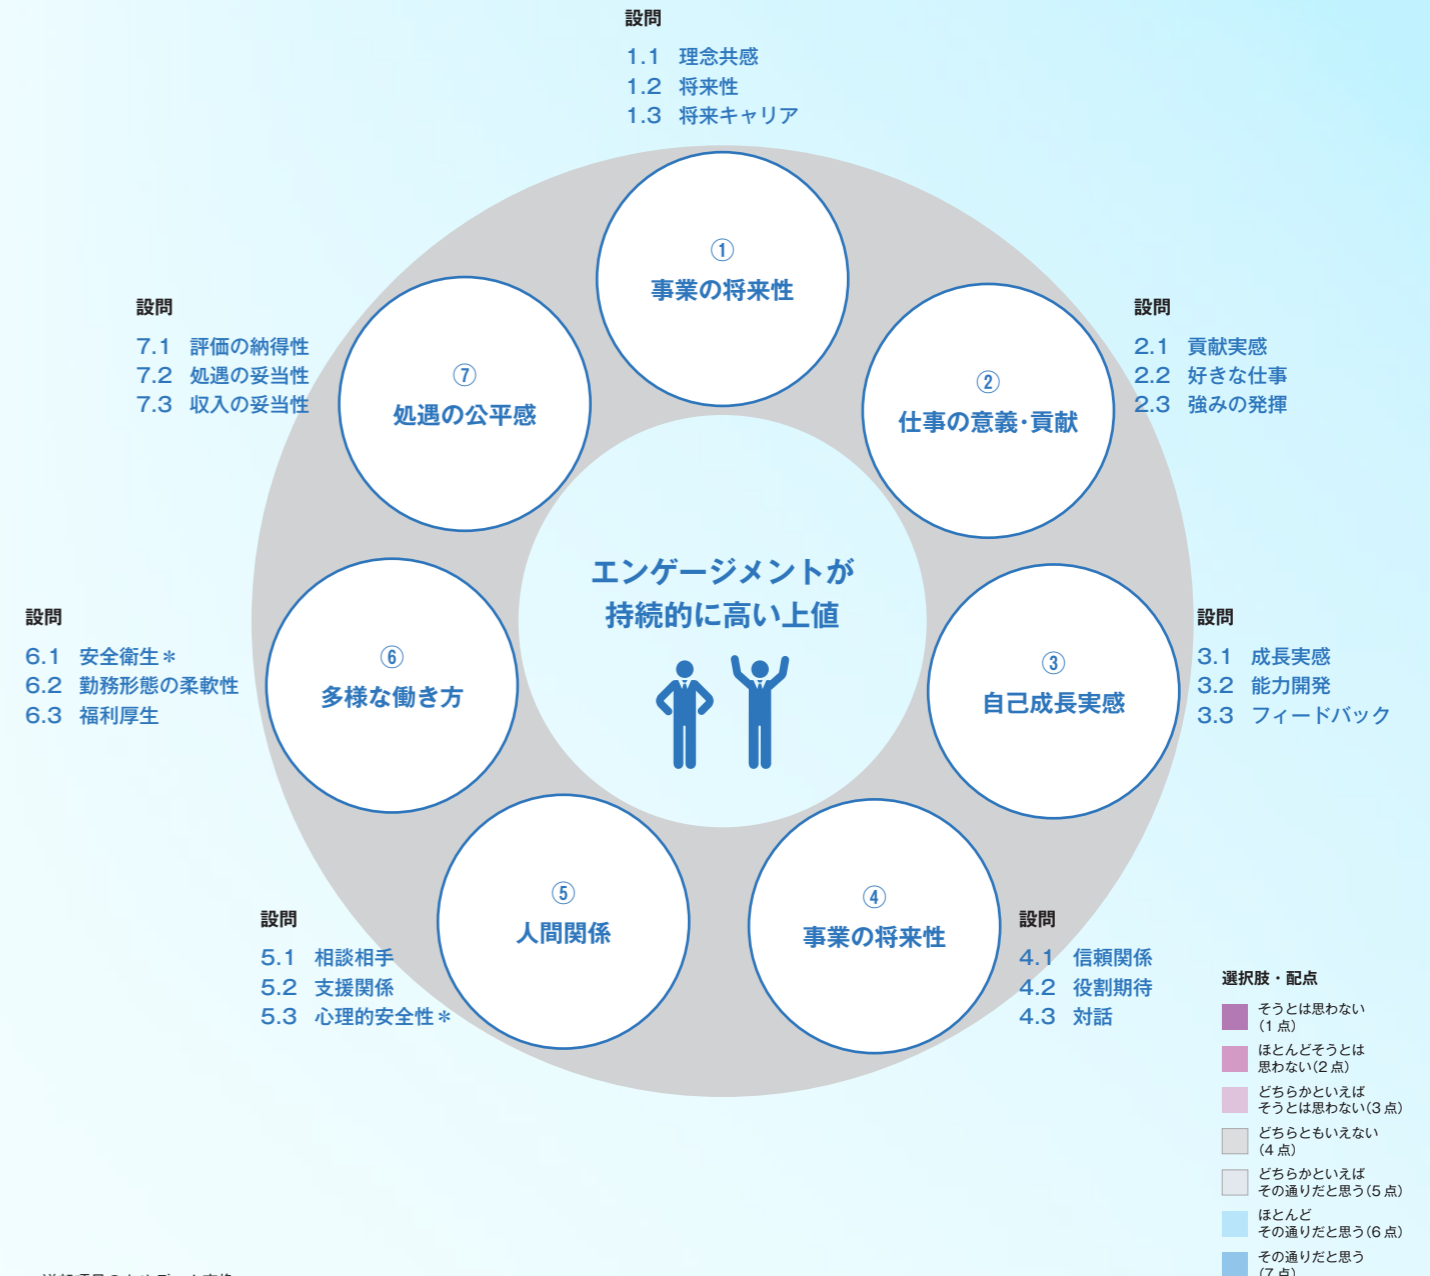 設問
1.1 理念共感
1.2 将来性
1.3 将来キャリア
①
事業の将来性
設問
2.1 貢献実感
2.2 好きな仕事
2.3 強みの発揮
②
仕事の意義・貢献
設問
3.1 成長実感
3.2 能力開発
3.3 フィードバック
③
自己成長実感
設問
4.1 信頼関係
4.2 役割期待
4.3 対話
④
事業の将来性
設問
5.1 相談相手
5.2 支援関係
5.3 心理的安全性＊
⑤
人間関係
設問
6.1 安全衛生＊
6.2 勤務形態の柔軟性
6.3 福利厚生
⑥
多様な働き方
設問
7.1 評価の納得性
7.2 処遇の妥当性
7.3 収入の妥当性
⑦
処遇の公平感
エンゲージメントが
持続的に高い上値
選択肢・配点
そうとは思わない
（1点）
ほとんどそうとは
思わない（2点）
どちらかといえば
そうとは思わない（3点）
どちらともいえない
（4点）
どちらかといえば
その通りだと思う（5点）
ほとんど
その通りだと思う（6点）
その通りだと思う
（7点）